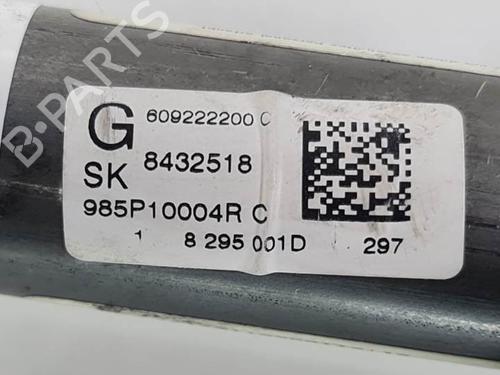 B-PARTS
G 609222200 C
SK 8432518
985P10004R C
1 8 295 001D 297